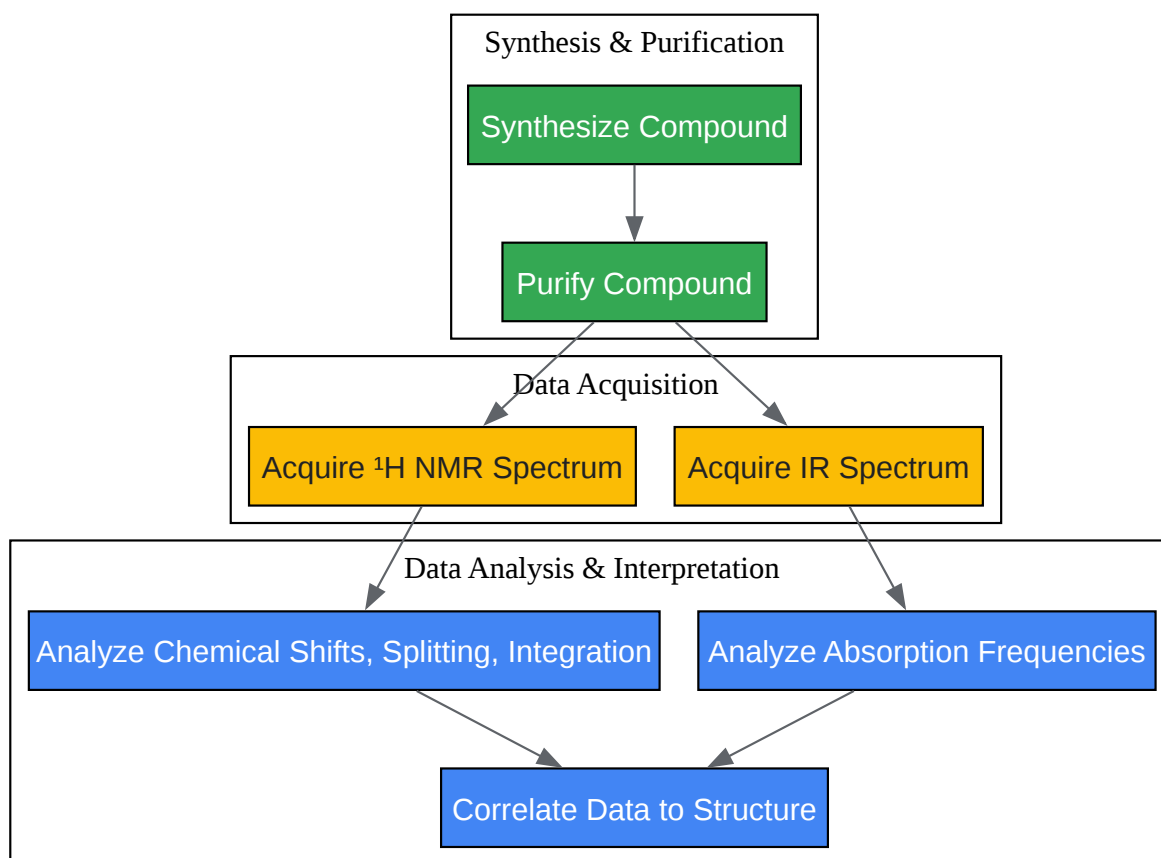 Synthesis & Purification
Synthesize Compound
Purify Compound
Data Acquisition
Acquire ¹H NMR Spectrum
Acquire IR Spectrum
Data Analysis & Interpretation
Analyze Chemical Shifts, Splitting, Integration
Analyze Absorption Frequencies
Correlate Data to Structure